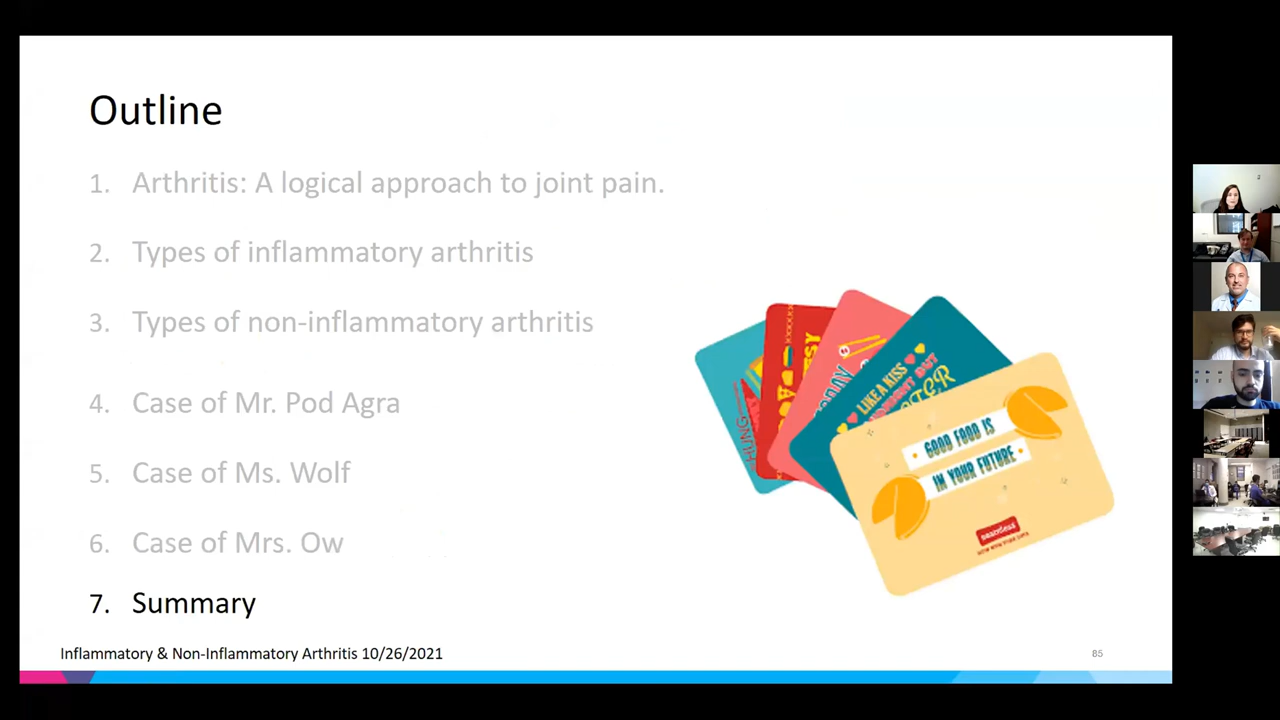 Outline
1. Arthritis: A logical approach to joint pain.
2. Types of inflammatory arthritis
3. Types of non-inflammatory arthritis
4. Case of Mr. Pod Agra
5. Case of Ms. Wolf
6. Case of Mrs. Ow
7. Summary
LIKE A KISS
GOOD FOOD IS
IN YOUR FUTURE
seamless
Inflammatory & Non-Inflammatory Arthritis 10/26/2021
85